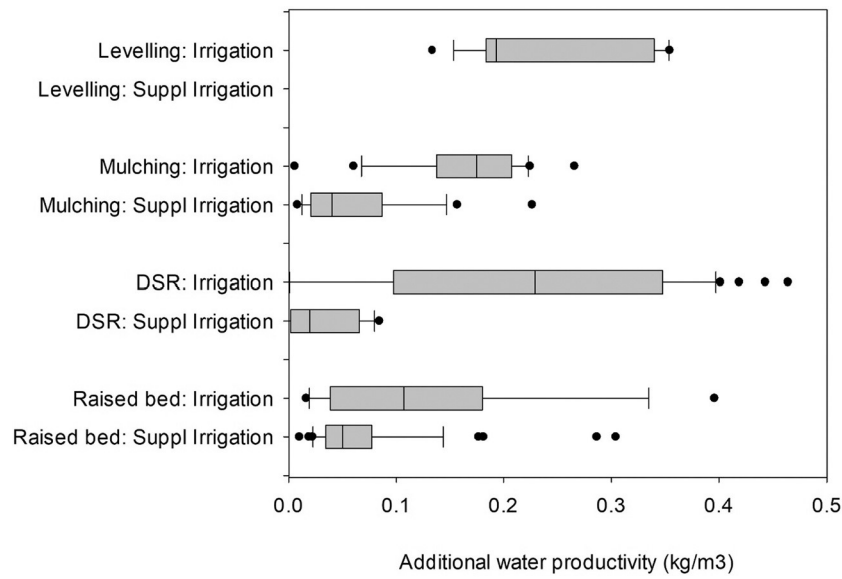 Levelling: Irrigation
Levelling: Suppl Irrigation
Mulching: Irrigation
Mulching: Suppl Irrigation
DSR: Irrigation
DSR: Suppl Irrigation
Raised bed: Irrigation
Raised bed: Suppl Irrigation
0.0 0.1 0.2 0.3 0.4 0.5
Additional water productivity (kg/m3)